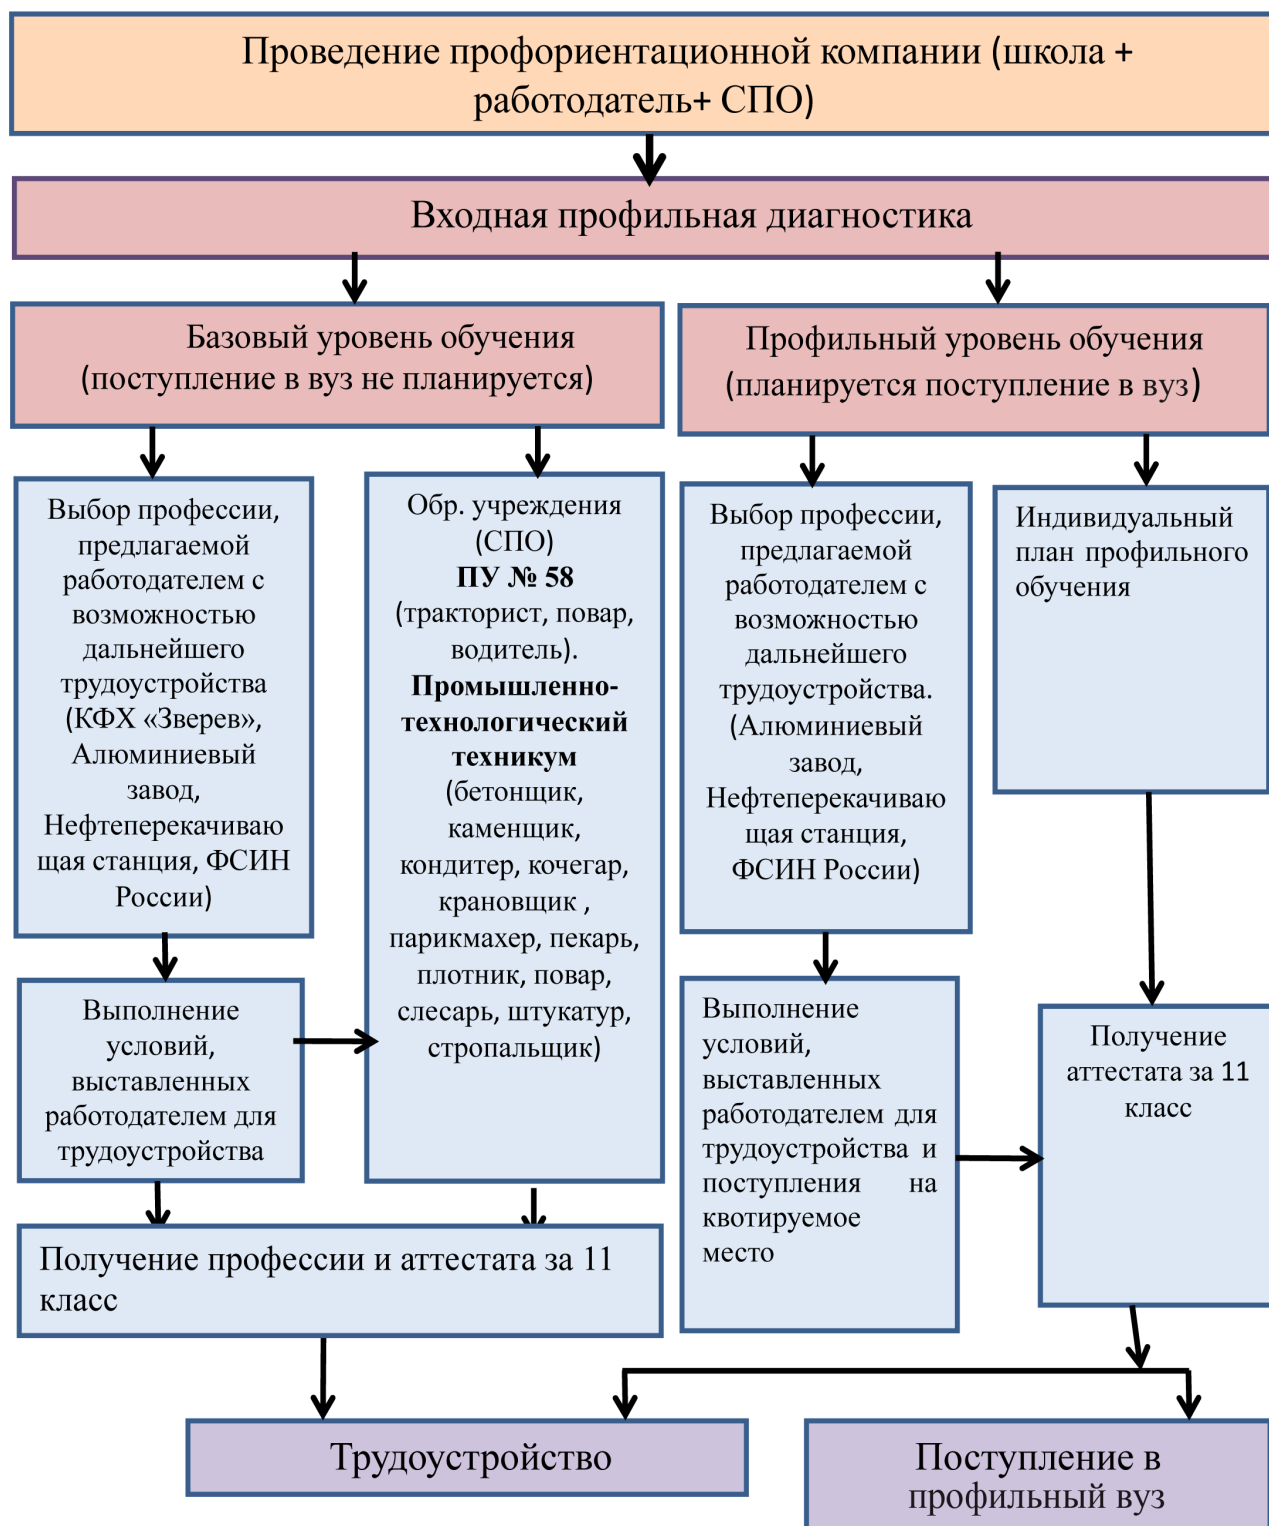 Проведение профориентационной компании (школа +
работодатель+ СПО)
Входная профильная диагностика
Базовый уровень обучения
(поступление в вуз не планируется)
Профильный уровень обучения
(планируется поступление в вуз)
Выбор профессии,
предлагаемой
работодателем с
возможностью
дальнейшего
трудоустройства
(КФХ «Зверев»,
Алюминиевый
завод,
Нефтеперекачиваю
щая станция, ФСИН
России)
Обр. учреждения
(СПО)
ПУ № 58
(тракторист, повар,
водитель).
Промышленно-
технологический
техникум
(бетонщик,
каменщик,
кондитер, кочегар,
крановщик ,
парикмахер, пекарь,
плотник, повар,
слесарь, штукатур,
стропальщик)
Выбор профессии,
предлагаемой
работодателем с
возможностью
дальнейшего
трудоустройства.
(Алюминиевый
завод,
Нефтеперекачиваю
щая станция,
ФСИН России)
Индивидуальный
план профильного
обучения
Выполнение
условий,
выставленных
работодателем для
трудоустройства
Выполнение
условий,
выставленных
работодателем для
трудоустройства и
поступления на
квотируемое
место
Получение
аттестата за 11
класс
Получение профессии и аттестата за 11
класс
Трудоустройство
Поступление в
профильный вуз